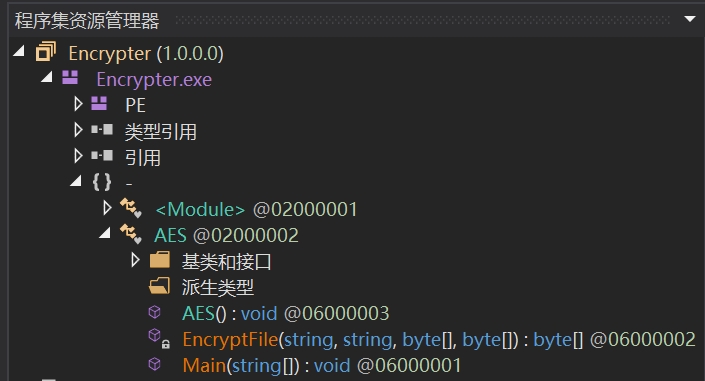 程序集资源管理器
Encrypter (1.0.0.0)
Encrypter.exe
PE
类型引用
引用
{ } -
<Module> @02000001
AES @02000002
基类和接口
派生类型
AES() : void @06000003
EncryptFile(string, string, byte[], byte[]) : byte[] @06000002
Main(string[]) : void @06000001